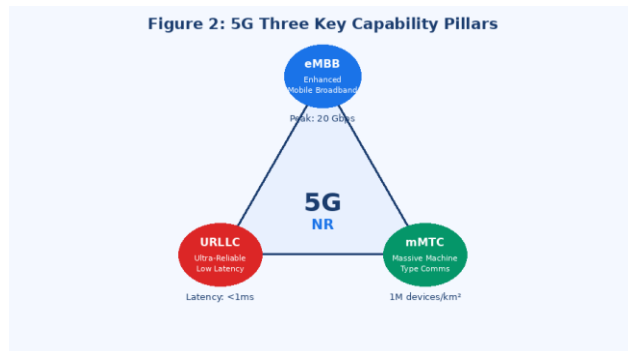 Figure 2: 5G Three Key Capability Pillars
eMBB
Enhanced
Mobile Broadband
Peak: 20 Gbps
5G
NR
URLLC
Ultra-Reliable
Low Latency
Latency: <1ms
mMTC
Massive Machine
Type Comms
1M devices/km²